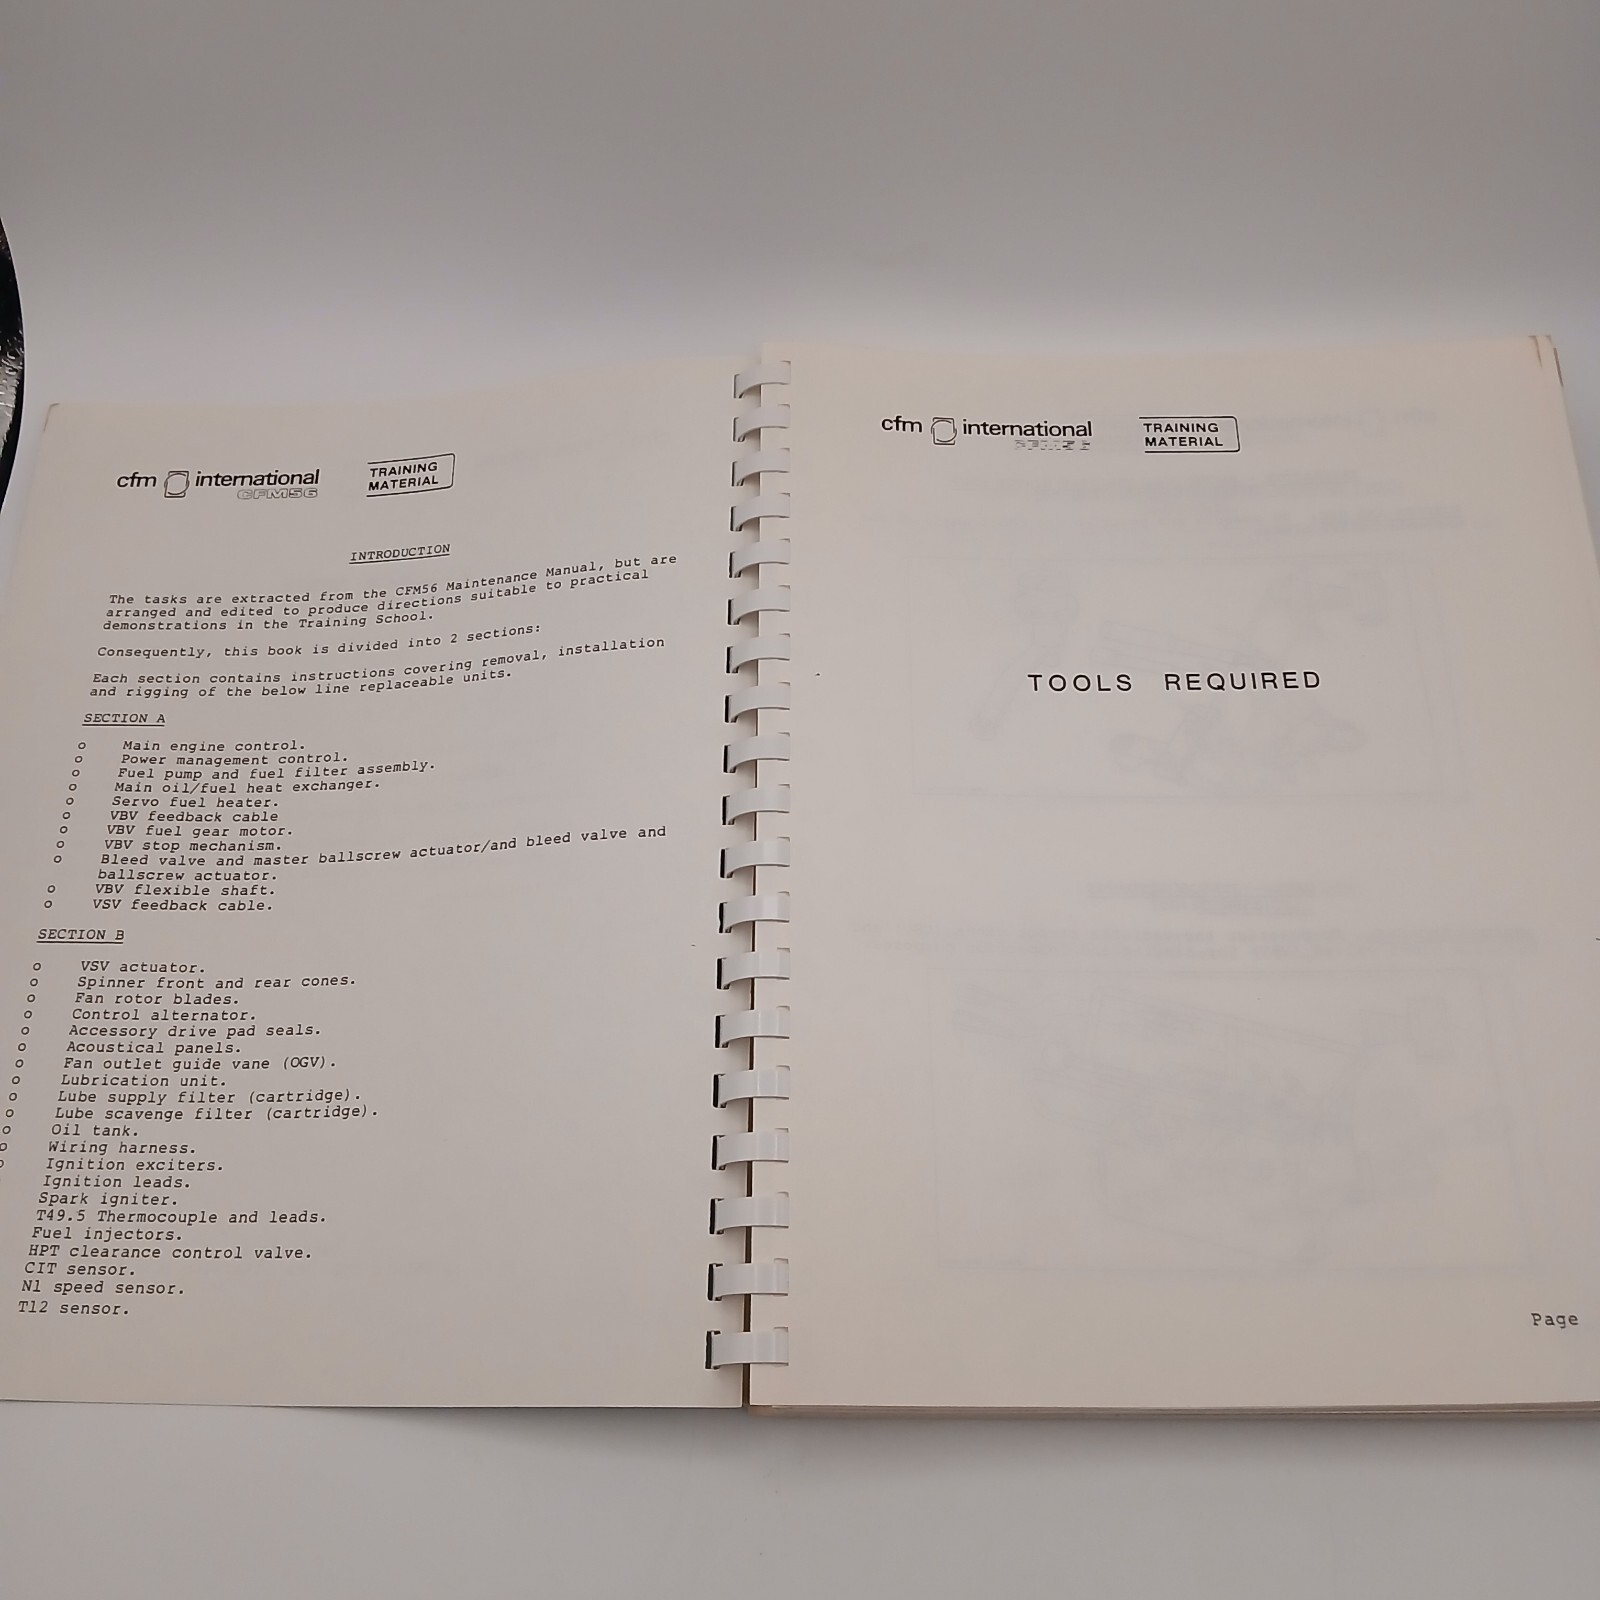 cfm international
CFM56
TRAINING
MATERIAL
INTRODUCTION
The tasks are extracted from the CFM56 Maintenance Manual, but are
arranged and edited to produce directions suitable to practical
demonstrations in the Training School.
Consequently, this book is divided into 2 sections:
Each section contains instructions covering removal, installation
and rigging of the below line replaceable units.
SECTION A
o Main engine control.
o Power management control.
o Fuel pump and fuel filter assembly.
o Main oil/fuel heat exchanger.
o Servo fuel heater.
o VBV feedback cable
o VBV fuel gear motor.
o VBV stop mechanism.
o Bleed valve and master ballscrew actuator/and bleed valve and
ballscrew actuator.
o VBV flexible shaft.
o VSV feedback cable.
SECTION B
o VSV actuator.
o Spinner front and rear cones.
o Fan rotor blades.
o Control alternator.
o Accessory drive pad seals.
o Acoustical panels.
o Fan outlet guide vane (OGV).
o Lubrication unit.
o Lube supply filter (cartridge).
o Lube scavenge filter (cartridge).
o Oil tank.
o Wiring harness.
o Ignition exciters.
Ignition leads.
Spark igniter.
T49.5 Thermocouple and leads.
Fuel injectors.
HPT clearance control valve.
CIT sensor.
N1 speed sensor.
T12 sensor.
cfm international
TRAINING
MATERIAL
TOOLS REQUIRED
Page